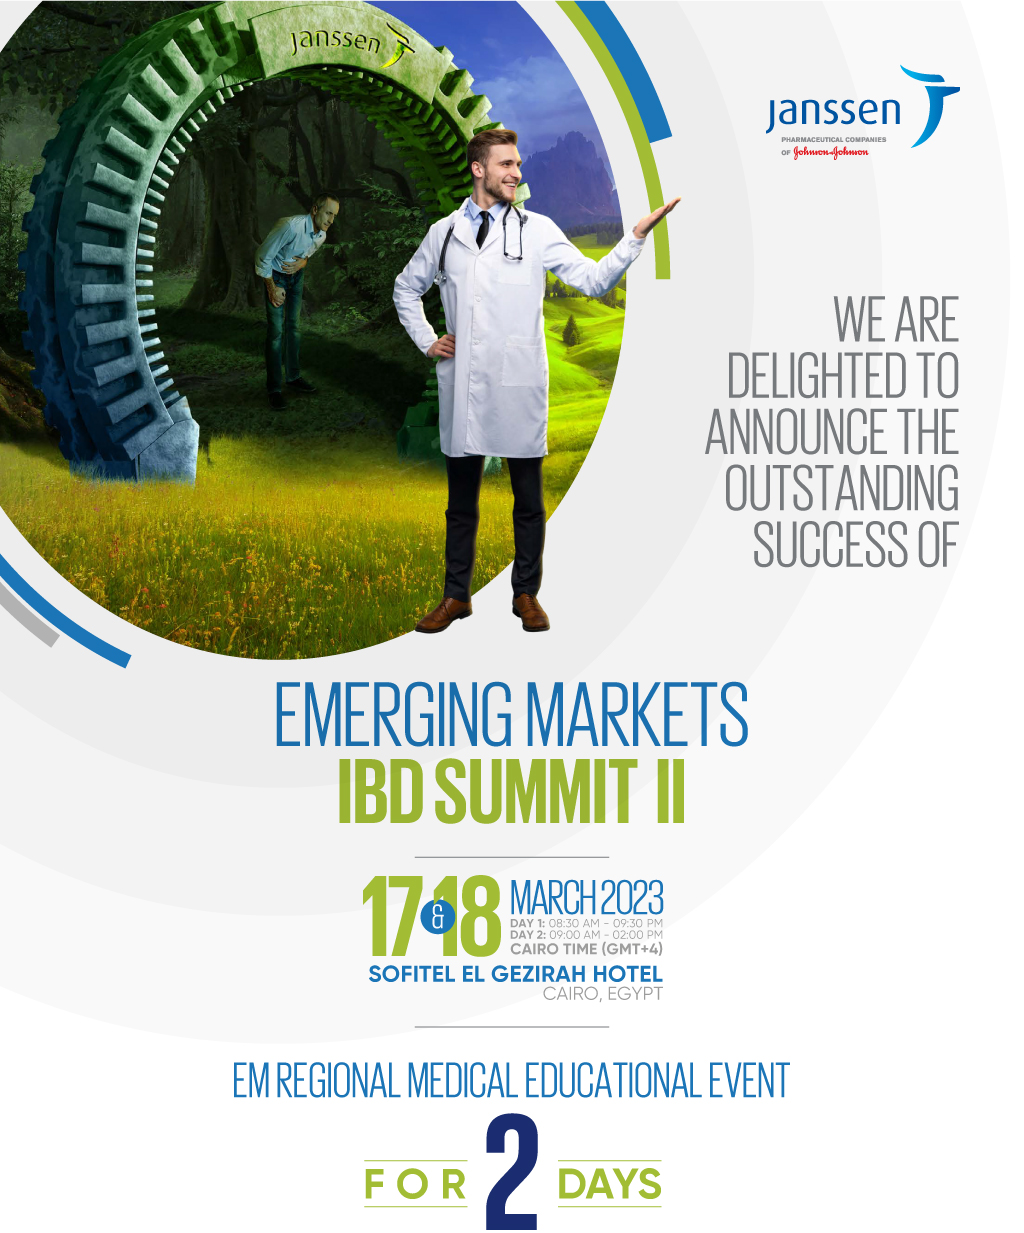 Janssen
Janssen
PHARMACEUTICAL COMPANIES
OF Johnson&Johnson
WE ARE
DELIGHTED TO
ANNOUNCE THE
OUTSTANDING
SUCCESS OF
EMERGING MARKETS
IBD SUMMIT II
17 & 18 MARCH 2023
DAY 1: 08:30 AM - 09:30 PM
DAY 2: 09:00 AM - 02:00 PM
CAIRO TIME (GMT+4)
SOFITEL EL GEZIRAH HOTEL
CAIRO, EGYPT
EM REGIONAL MEDICAL EDUCATIONAL EVENT
FOR 2 DAYS